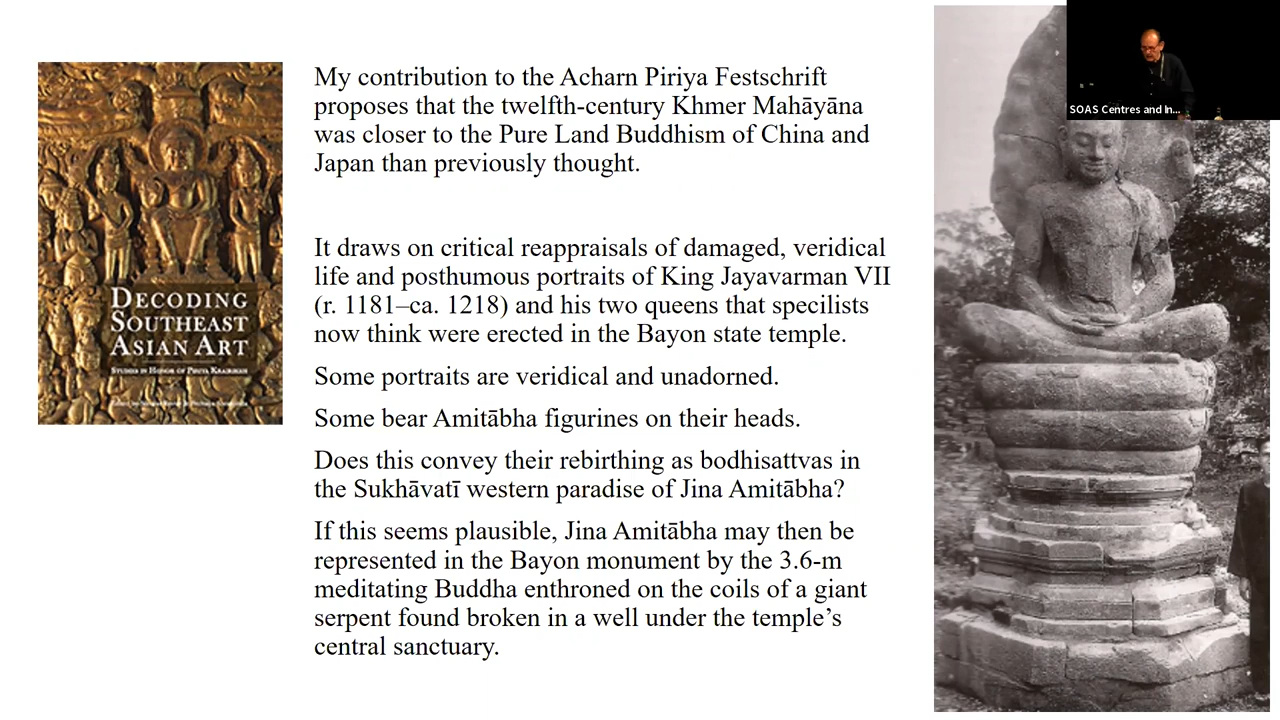 SOAS Centres and In...
My contribution to the Acharn Piriya Festschrift
proposes that the twelfth-century Khmer Mahāyāna
was closer to the Pure Land Buddhism of China and
Japan than previously thought.
It draws on critical reappraisals of damaged, veridical
life and posthumous portraits of King Jayavarman VII
(r. 1181–ca. 1218) and his two queens that specilists
now think were erected in the Bayon state temple.
Some portraits are veridical and unadorned.
Some bear Amitābha figurines on their heads.
Does this convey their rebirthing as bodhisattvas in
the Sukhāvatī western paradise of Jina Amitābha?
If this seems plausible, Jina Amitābha may then be
represented in the Bayon monument by the 3.6-m
meditating Buddha enthroned on the coils of a giant
serpent found broken in a well under the temple’s
central sanctuary.
DECODING
SOUTHEAST
ASIAN ART
STUDIES IN HONOR OF PIRIYA KRAIRIKSH